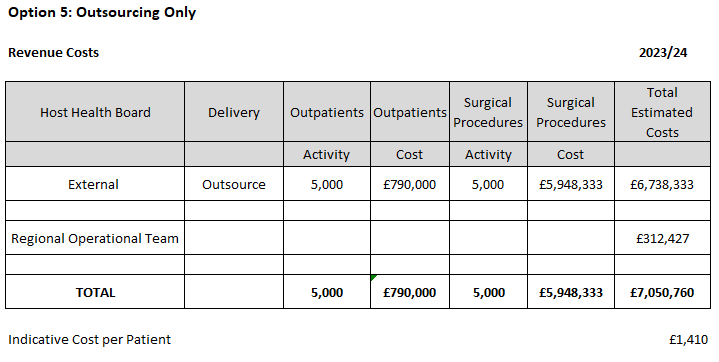 Option 5: Outsourcing Only
Revenue Costs 2023/24
Host Health Board Delivery Outpatients Outpatients Surgical Procedures Surgical Procedures Total Estimated Costs
Activity Cost Activity Cost
External Outsource 5,000 £790,000 5,000 £5,948,333 £6,738,333
Regional Operational Team £312,427
TOTAL 5,000 £790,000 5,000 £5,948,333 £7,050,760
Indicative Cost per Patient £1,410